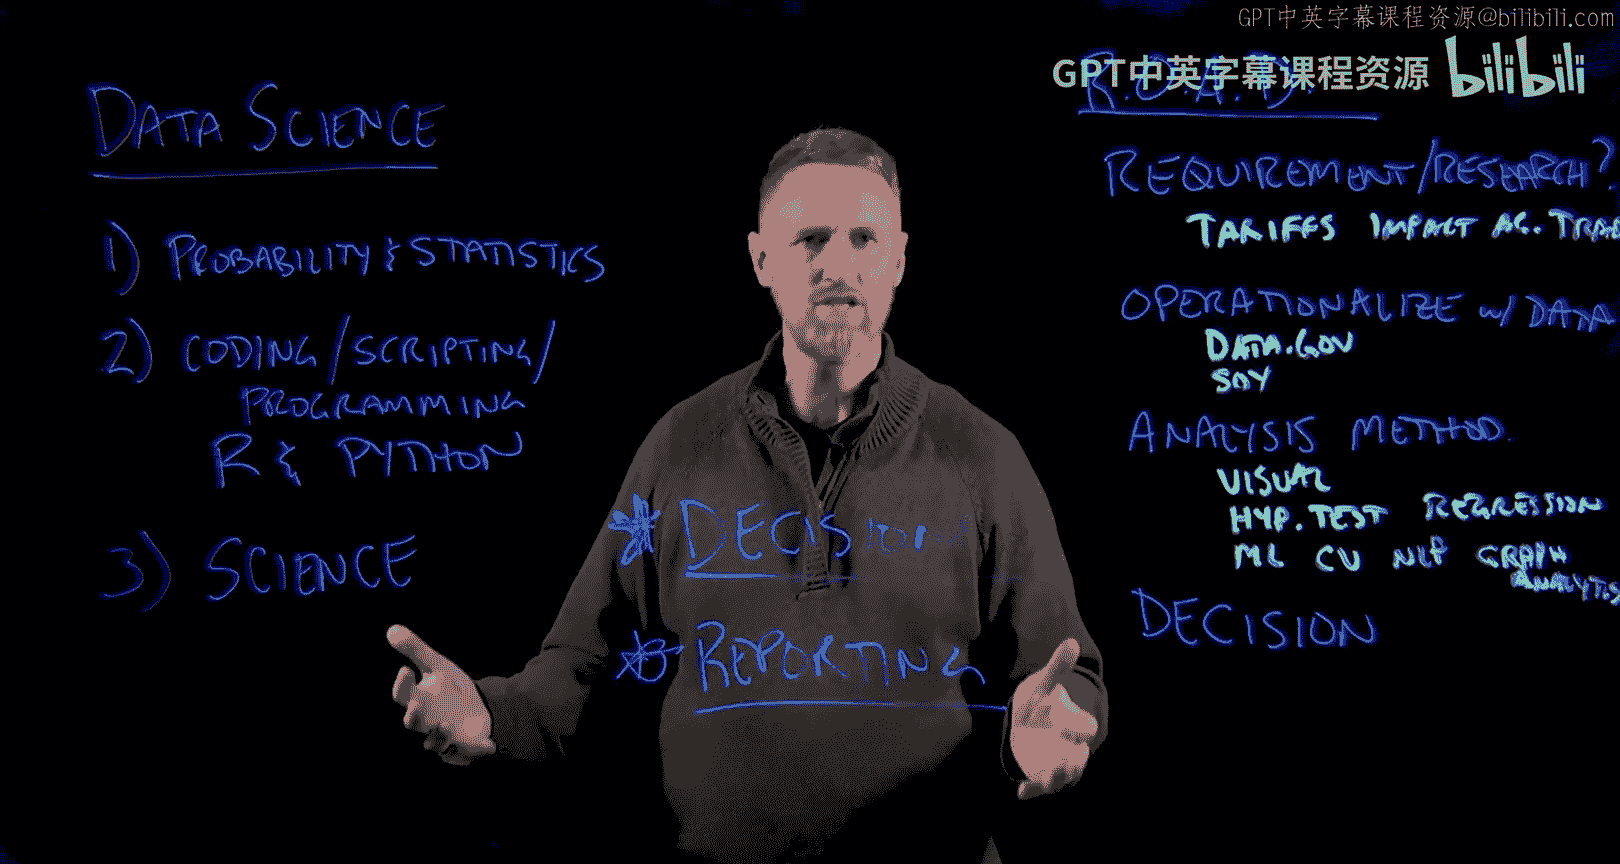 GPT中英字幕课程资源@bilibili.com
GPT中英字幕课程资源 bilibili
DATA SCIENCE
1) PROBABILITY & STATISTICS
2) CODING/SCRIPTING/
PROGRAMMING
R & PYTHON
3) SCIENCE
DECISION
REPORTING
R.O.A.D.
REQUIREMENT/RESEARCH?
TARIFFS IMPACT AG. TRAD
OPERATIONALIZE w/ DATA
DATA.GOV
SOY
ANALYSIS METHOD
VISUAL
HYP. TEST REGRESSION
ML CV NLP GRAPH
ANALYTICS
DECISION